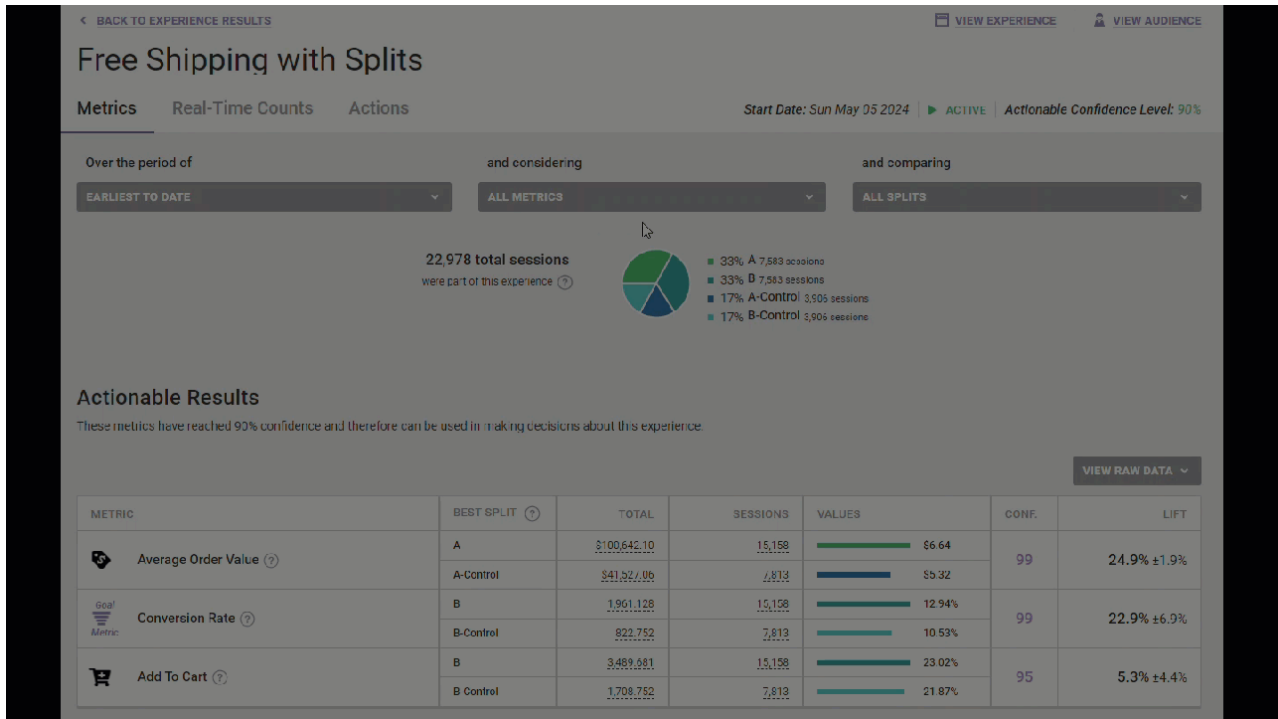 BACK TO EXPERIENCE RESULTS VIEW EXPERIENCE VIEW AUDIENCE
Free Shipping with Splits
Metrics Real-Time Counts Actions Start Date: Sun May 05 2024 ACTIVE Actionable Confidence Level: 90%
Over the period of and considering and comparing
EARLIEST TO DATE ALL METRICS ALL SPLITS
22,978 total sessions
were part of this experience ?
33% A 7,583 sessions
33% B 7,583 sessions
17% A-Control 3,906 sessions
17% B-Control 3,906 sessions
Actionable Results
These metrics have reached 90% confidence and therefore can be used in making decisions about this experience.
VIEW RAW DATA
METRIC BEST SPLIT ? TOTAL SESSIONS VALUES CONF. LIFT
Average Order Value ? A $100,642.10 15,158 $6.64 99 24.9% ±1.9%
A-Control $41,527.06 7,813 $5.32
Goal Metric Conversion Rate ? B 1,961.128 15,158 12.94% 99 22.9% ±6.9%
B-Control 822.752 7,813 10.53%
Add To Cart ? B 3,489.681 15,158 23.02% 95 5.3% ±4.4%
B Control 1,708.752 7,813 21.87%